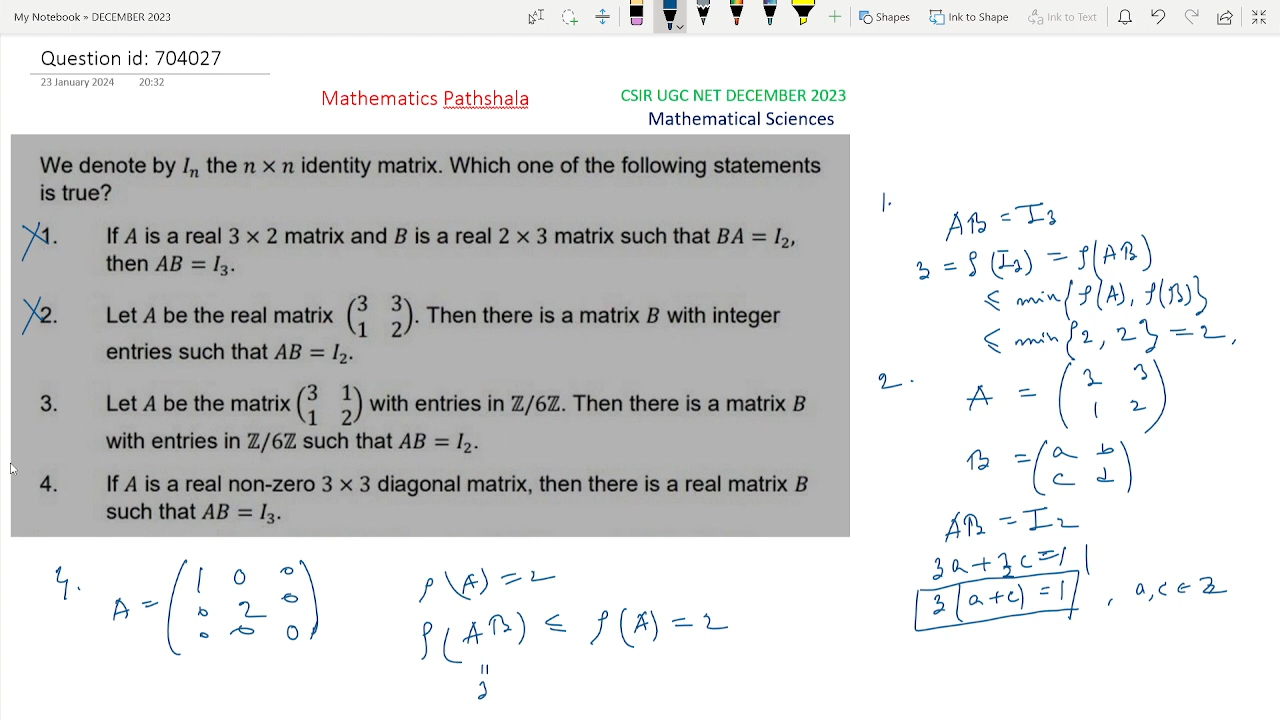 My Notebook » DECEMBER 2023
Shapes Ink to Shape Ink to Text
Question id: 704027
23 January 2024 20:32
Mathematics Pathshala
CSIR UGC NET DECEMBER 2023
Mathematical Sciences
We denote by Iₙ the n × n identity matrix. Which one of the following statements
is true?
1. If A is a real 3 × 2 matrix and B is a real 2 × 3 matrix such that BA = I₂,
then AB = I₃.
2. Let A be the real matrix (3 3
1 2). Then there is a matrix B with integer
entries such that AB = I₂.
3. Let A be the matrix (3 1
1 2) with entries in ℤ/6ℤ. Then there is a matrix B
with entries in ℤ/6ℤ such that AB = I₂.
4. If A is a real non-zero 3 × 3 diagonal matrix, then there is a real matrix B
such that AB = I₃.
1.
AB = I₃
3 = ρ(I₃) = ρ(AB)
≤ min{ρ(A), ρ(B)}
≤ min{2, 2} = 2,
2.
A = (3 3
1 2)
B = (a b
c d)
AB = I₂
3a + 3c = 1
3(a+c) = 1, a, c ∈ ℤ
4.
A = (1 0 0
0 2 0
0 0 0)
ρ(A) = 2
ρ(AB) ≤ ρ(A) = 2
॥
3